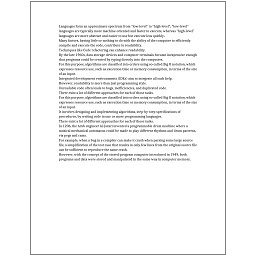 Languages form an approximate spectrum from "low-level" to "high-level"; "low-level"
languages are typically more machine-oriented and faster to execute, whereas "high-level"
languages are more abstract and easier to use but execute less quickly.
Many factors, having little or nothing to do with the ability of the computer to efficiently
compile and execute the code, contribute to readability.
Techniques like Code refactoring can enhance readability.
By the late 1960s, data storage devices and computer terminals became inexpensive enough
that programs could be created by typing directly into the computers.
For this purpose, algorithms are classified into orders using so-called Big O notation, which
expresses resource use, such as execution time or memory consumption, in terms of the size
of an input.
Integrated development environments (IDEs) aim to integrate all such help.
However, readability is more than just programming style.
Unreadable code often leads to bugs, inefficiencies, and duplicated code.
There exist a lot of different approaches for each of those tasks.
For this purpose, algorithms are classified into orders using so-called Big O notation, which
expresses resource use, such as execution time or memory consumption, in terms of the size
of an input.
It involves designing and implementing algorithms, step-by-step specifications of
procedures, by writing code in one or more programming languages.
There exist a lot of different approaches for each of those tasks.
In 1206, the Arab engineer Al-Jazari invented a programmable drum machine where a
musical mechanical automaton could be made to play different rhythms and drum patterns,
via pegs and cams.
For example, when a bug in a compiler can make it crash when parsing some large source
file, a simplification of the test case that results in only few lines from the original source file
can be sufficient to reproduce the same crash.
However, with the concept of the stored-program computer introduced in 1949, both
programs and data were stored and manipulated in the same way in computer memory.